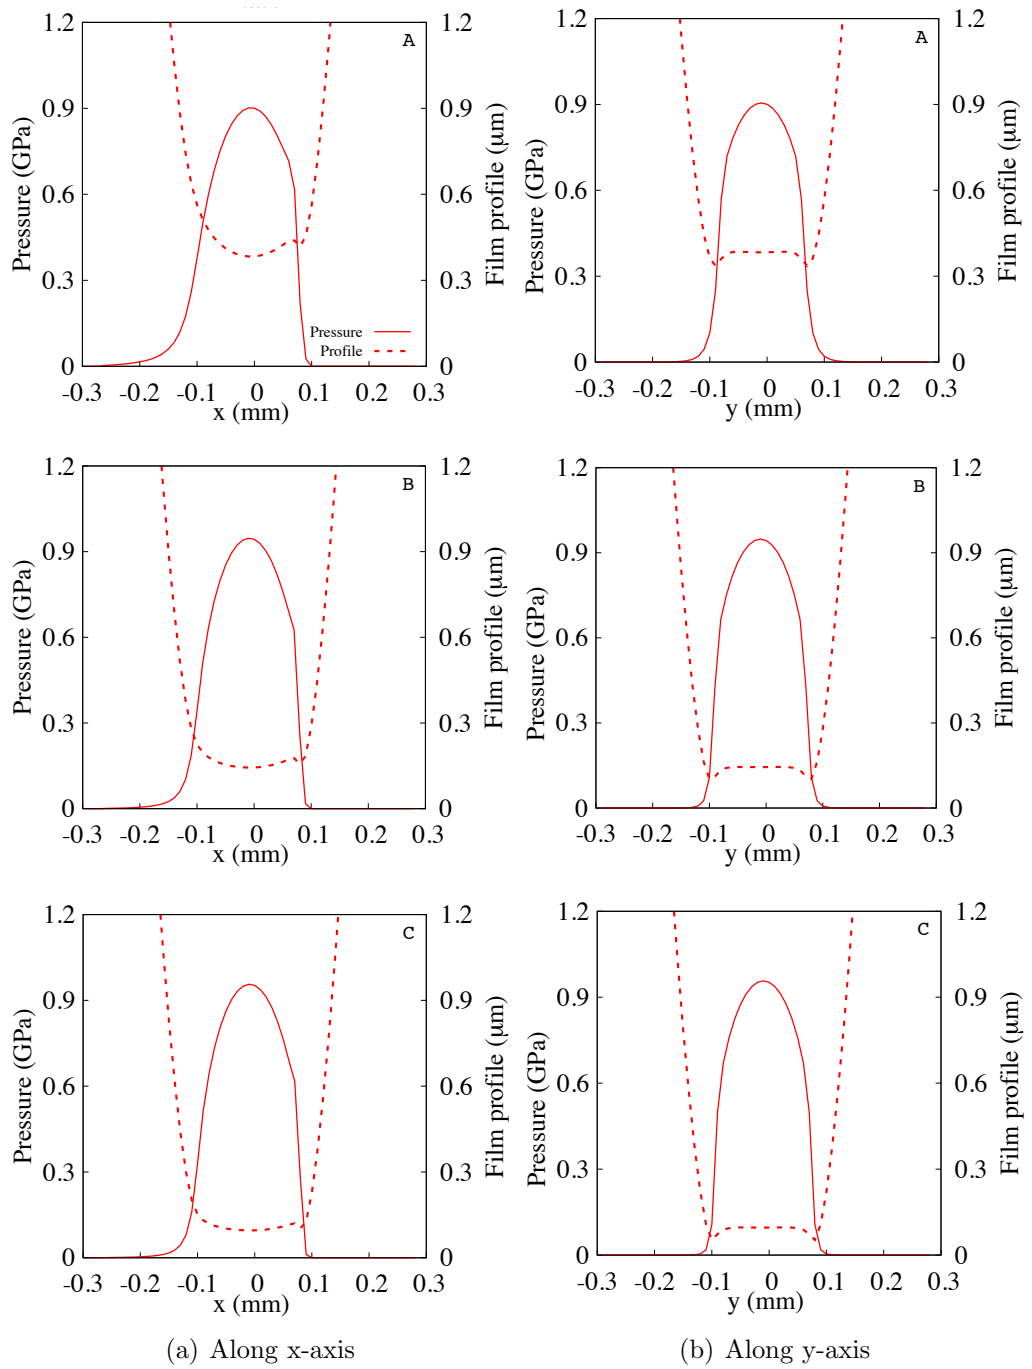 1.2 1.2 A
0.9 0.9
0.6 0.6
0.3 0.3
0 0
Pressure (GPa)
Film profile (μm)
Pressure
Profile
-0.3 -0.2 -0.1 0 0.1 0.2 0.3
x (mm)
1.2 1.2 A
0.9 0.9
0.6 0.6
0.3 0.3
0 0
Pressure (GPa)
Film profile (μm)
-0.3 -0.2 -0.1 0 0.1 0.2 0.3
y (mm)
1.2 1.2 B
0.9 0.9
0.6 0.6
0.3 0.3
0 0
Pressure (GPa)
Film profile (μm)
-0.3 -0.2 -0.1 0 0.1 0.2 0.3
x (mm)
1.2 1.2 B
0.9 0.9
0.6 0.6
0.3 0.3
0 0
Pressure (GPa)
Film profile (μm)
-0.3 -0.2 -0.1 0 0.1 0.2 0.3
y (mm)
1.2 1.2 C
0.9 0.9
0.6 0.6
0.3 0.3
0 0
Pressure (GPa)
Film profile (μm)
-0.3 -0.2 -0.1 0 0.1 0.2 0.3
x (mm)
1.2 1.2 C
0.9 0.9
0.6 0.6
0.3 0.3
0 0
Pressure (GPa)
Film profile (μm)
-0.3 -0.2 -0.1 0 0.1 0.2 0.3
y (mm)
(a) Along x-axis
(b) Along y-axis